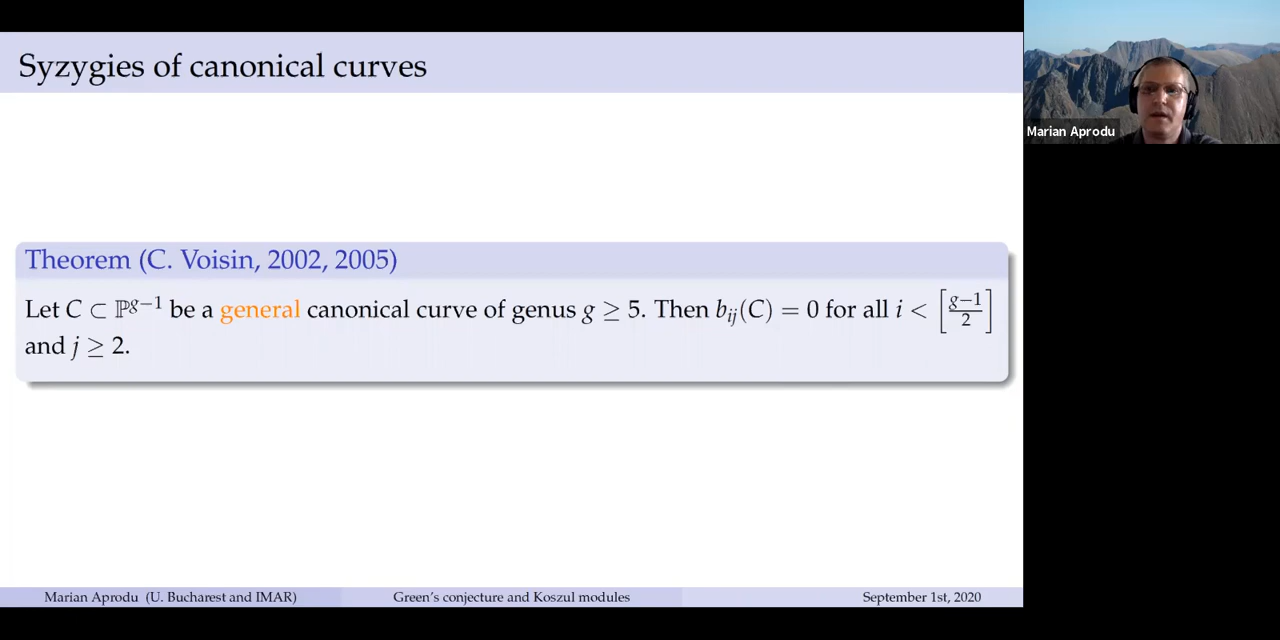 Syzygies of canonical curves
Marian Aprodu
Theorem (C. Voisin, 2002, 2005)
Let C ⊂ ℙ^{g−1} be a general canonical curve of genus g ≥ 5. Then b_{ij}(C) = 0 for all i < [\frac{g−1}{2}]
and j ≥ 2.
Marian Aprodu (U. Bucharest and IMAR) Green's conjecture and Koszul modules September 1st, 2020